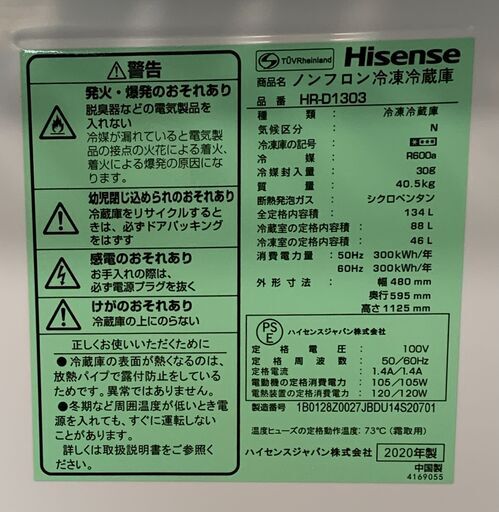 警告
発火・爆発のおそれあり
脱臭器などの電気製品を
入れない
冷媒が漏れていると電気製
品の接点の火花による着火、
着火による爆発の原因にな
ります。
幼児閉じ込められのおそれあり
冷蔵庫をリサイクルすると
きは、必ずドアパッキング
をはずす
感電のおそれあり
お手入れの際は、
必ず電源プラグを抜く
けがのおそれあり
冷蔵庫の上にのらない
正しくお使いいただくために
●冷蔵庫の表面が熱くなるのは、
放熱パイプで露付防止をしてい
るためです。
●冬期など周囲温度が低いとき電
源を入れても、すぐに運転しない
ことがあります。
詳しくは取扱説明書をご参照く
ださい。
TÜVRheinland
Hisense
商品名 ノンフロン冷凍冷蔵庫
品番 HR-D1303
種類: 冷凍冷蔵庫
気候区分: N
冷凍庫の記号:
冷媒: R600a
冷媒封入量: 30g
質量: 40.5kg
断熱発泡ガス: シクロペンタン
全定格内容積: 134 L
冷蔵室の定格内容積: 88 L
冷凍室の定格内容積: 46 L
消費電力量: 50Hz 300kWh/年
60Hz 300kWh/年
外形寸法: 幅480mm
奥行595mm
高さ1125mm
PSE
ハイセンスジャパン株式会社
定格電圧: 100V
定格周波数: 50/60Hz
定格電流: 1.4A/1.4A
電動機の定格消費電力: 105/105W
電熱装置の定格消費電力: 120/120W
製造番号 1B0128Z0027JBDU14S20701
温度ヒューズの定格動作温度: 73℃ (霜取用)
ハイセンスジャパン株式会社
2020年製
中国製
4169055